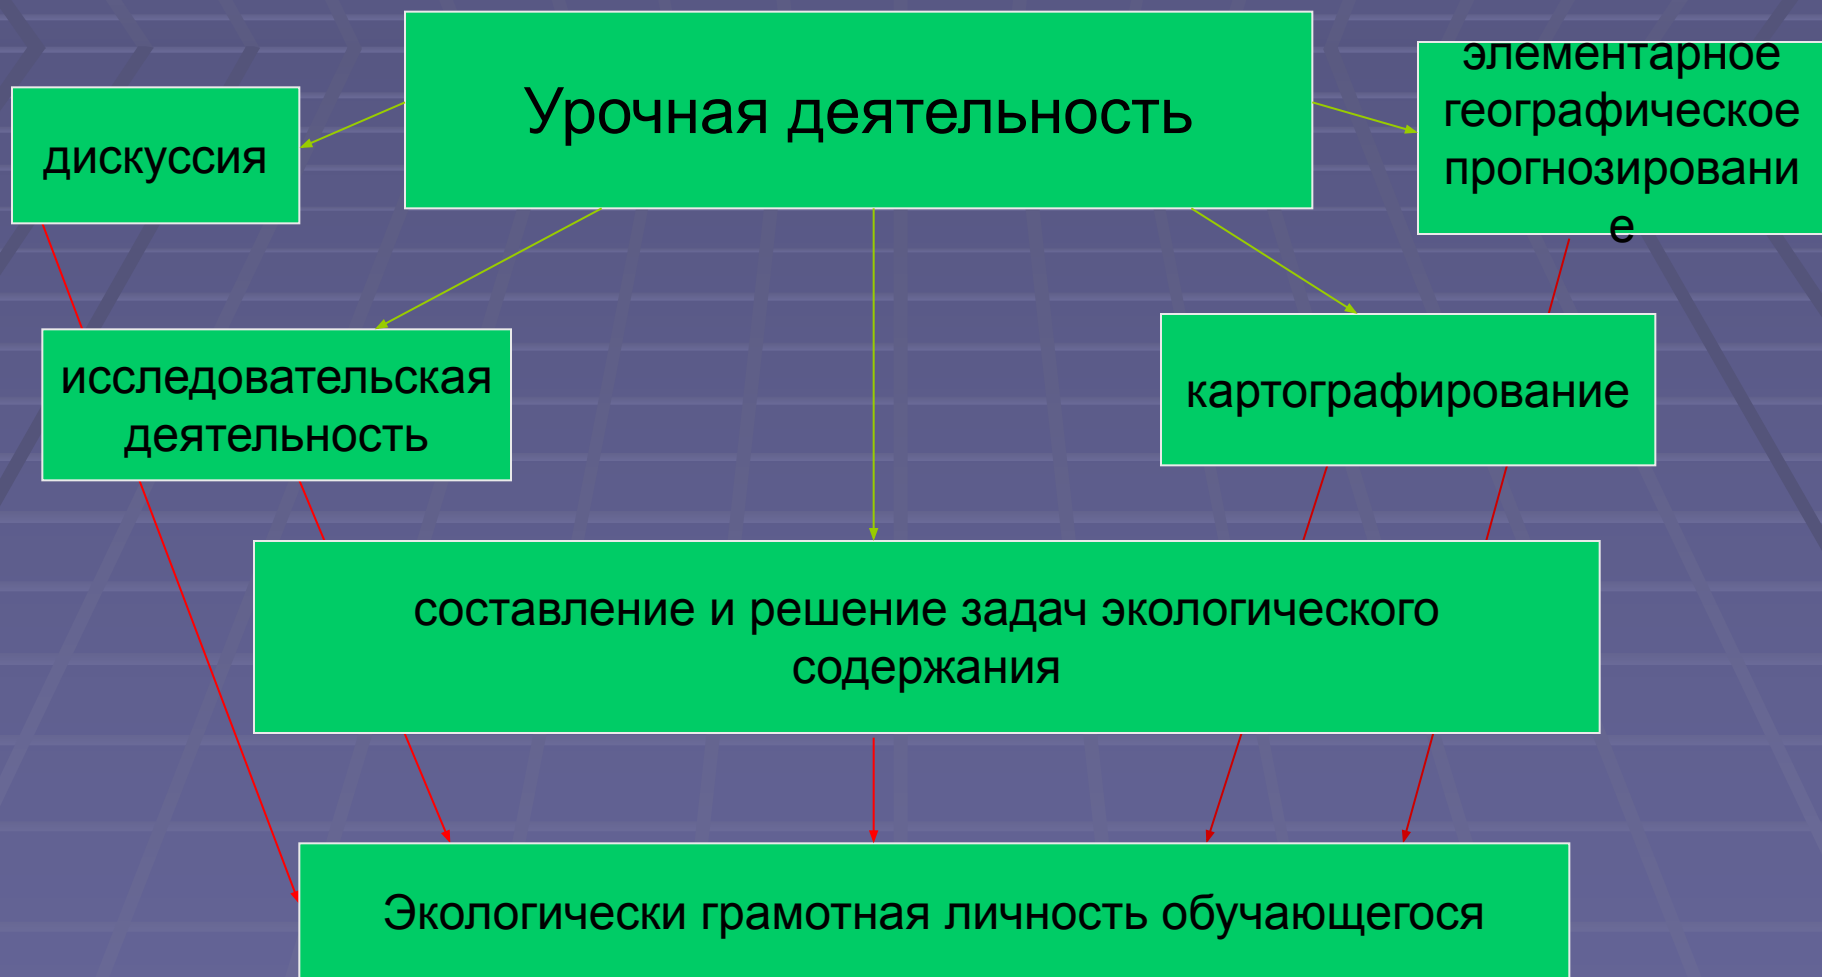 Урочная деятельность
элементарное
географическое
прогнозировани
е
дискуссия
исследовательская
деятельность
картографирование
составление и решение задач экологического
содержания
Экологически грамотная личность обучающегося